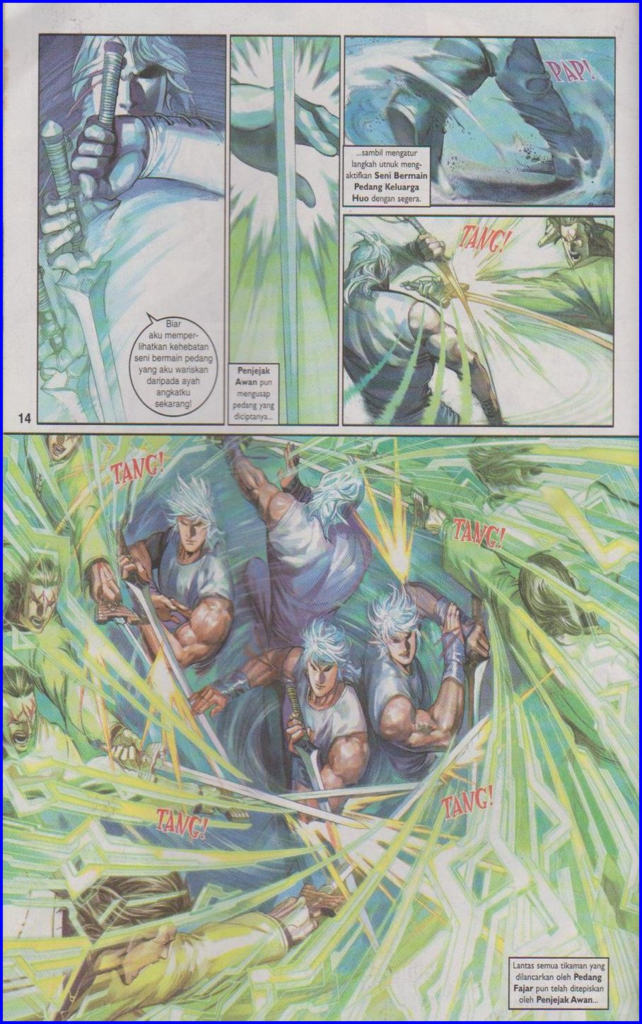 Biar
aku memper-
lihatkan kehebatan
seni bermain pedang
yang aku wariskan
daripada ayah
angkatku
sekarang!
Penjejak
Awan pun
mengusap
pedang yang
diciptanya...
PAP!
...sambil mengatur
langkah utnuk meng-
aktifkan Seni Bermain
Pedang Keluarga
Huo dengan segera.
TANG!
14
TANG!
TANG!
TANG!
TANG!
Lantas semua tikaman yang
dilancarkan oleh Pedang
Fajar pun telah ditepiskan
oleh Penjejak Awan...